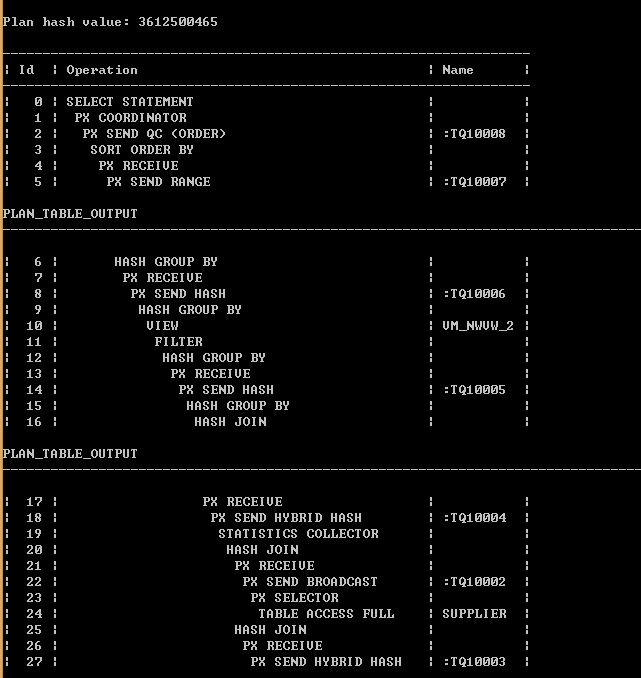 Plan hash value: 3612500465
--------------------------------------------------------------------
| Id  | Operation                                    | Name        |
--------------------------------------------------------------------
|   0 | SELECT STATEMENT                             |             |
|   1 |  PX COORDINATOR                              |             |
|   2 |   PX SEND QC (ORDER)                         | :TQ10008    |
|   3 |    SORT ORDER BY                             |             |
|   4 |     PX RECEIVE                               |             |
|   5 |      PX SEND RANGE                           | :TQ10007    |
PLAN_TABLE_OUTPUT
--------------------------------------------------------------------------------
|   6 |       HASH GROUP BY                          |             |
|   7 |        PX RECEIVE                            |             |
|   8 |         PX SEND HASH                         | :TQ10006    |
|   9 |          HASH GROUP BY                       |             |
|  10 |           VIEW                               | VM_NWVW_2   |
|  11 |            FILTER                            |             |
|  12 |             HASH GROUP BY                    |             |
|  13 |              PX RECEIVE                      |             |
|  14 |               PX SEND HASH                   | :TQ10005    |
|  15 |                HASH GROUP BY                 |             |
|  16 |                 HASH JOIN                    |             |
PLAN_TABLE_OUTPUT
--------------------------------------------------------------------------------
|  17 |                  PX RECEIVE                  |             |
|  18 |                   PX SEND HYBRID HASH        | :TQ10004    |
|  19 |                    STATISTICS COLLECTOR      |             |
|  20 |                     HASH JOIN                |             |
|  21 |                      PX RECEIVE              |             |
|  22 |                       PX SEND BROADCAST      | :TQ10002    |
|  23 |                        PX SELECTOR           |             |
|  24 |                         TABLE ACCESS FULL    | SUPPLIER    |
|  25 |                      HASH JOIN               |             |
|  26 |                       PX RECEIVE             |             |
|  27 |                        PX SEND HYBRID HASH   | :TQ10003    |